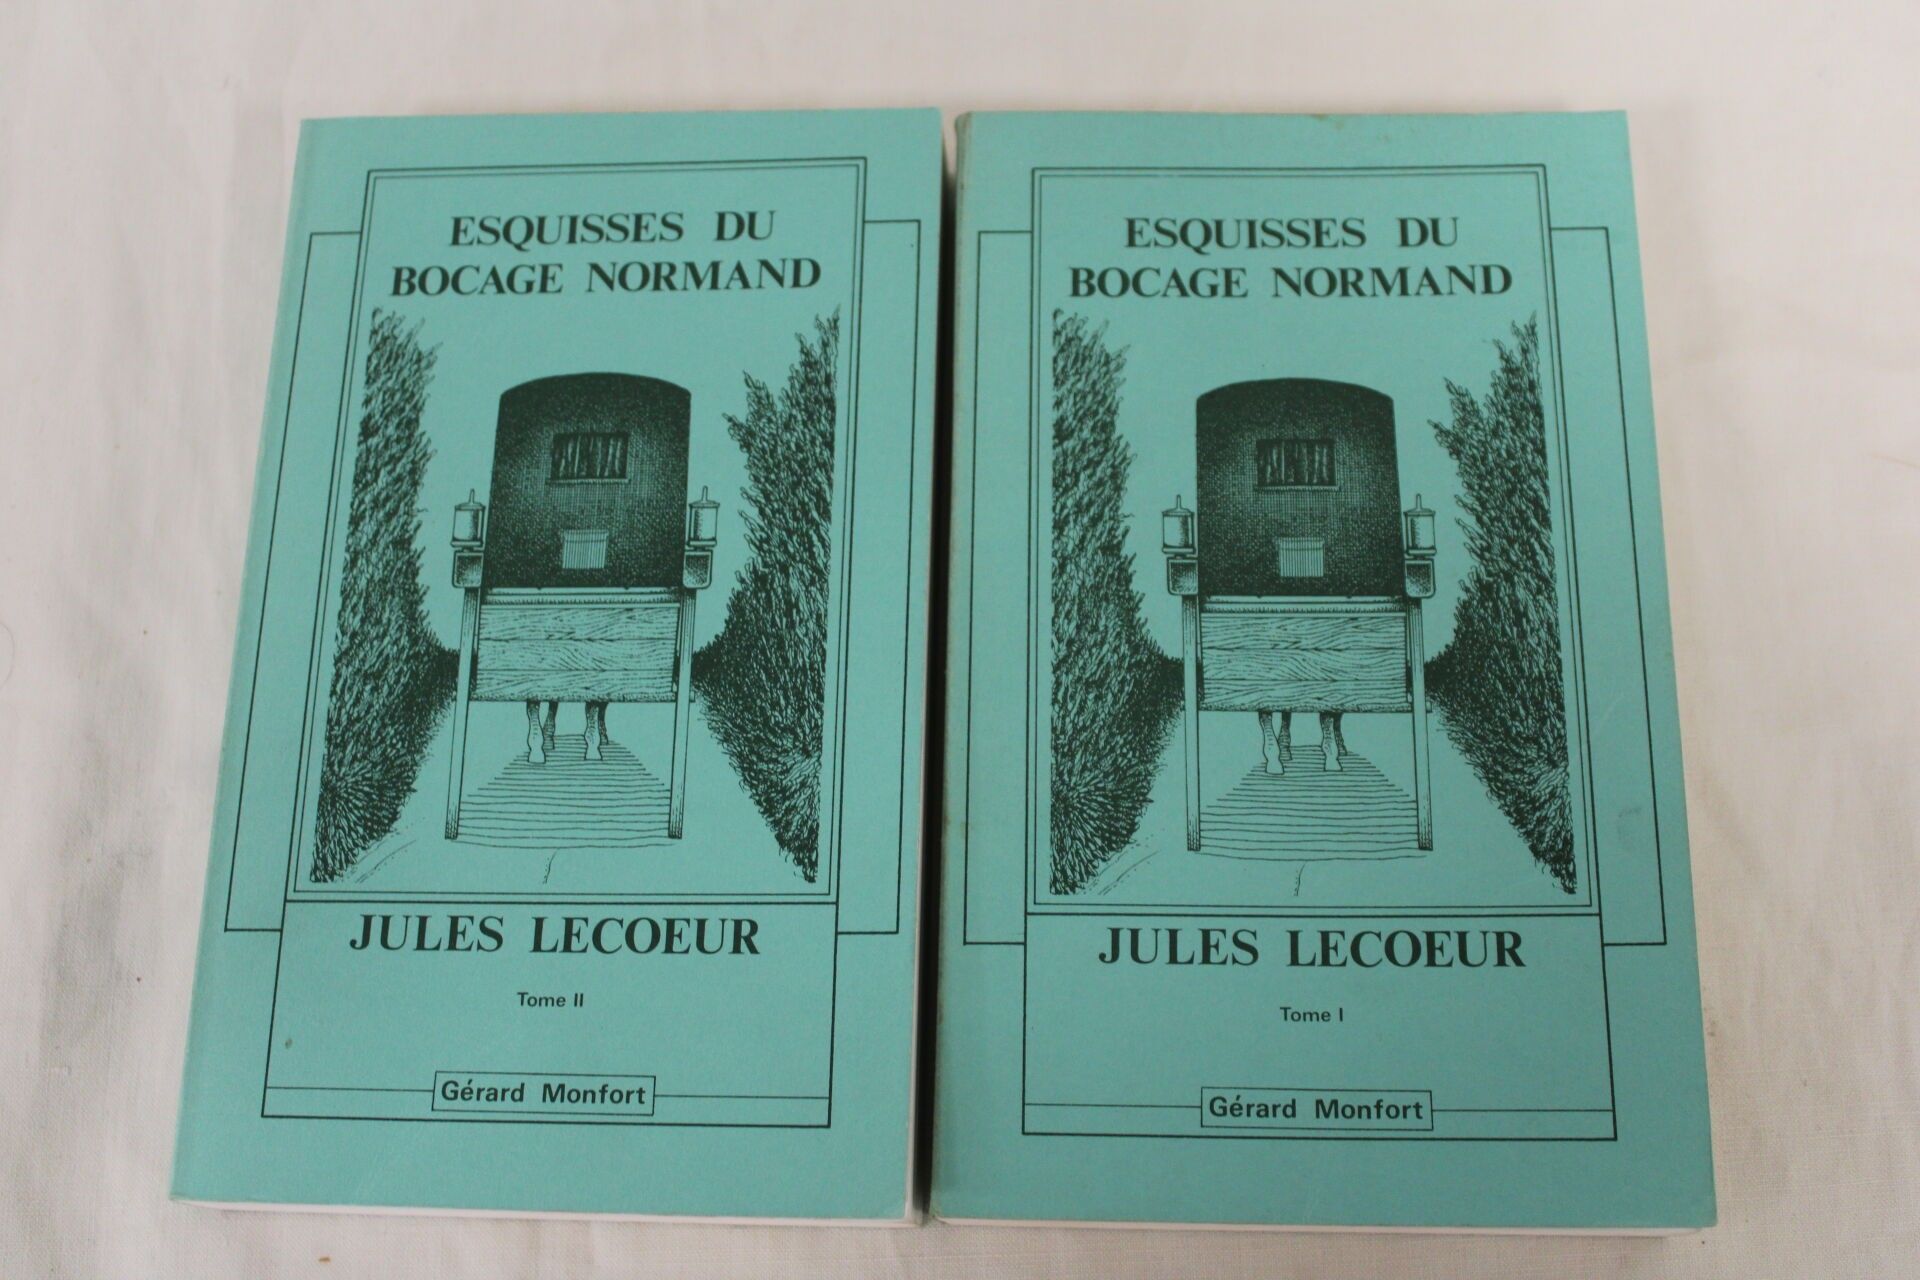 ESQUISSES DU
BOCAGE NORMAND
JULES LECOEUR
Tome II
Gérard Monfort
ESQUISSES DU
BOCAGE NORMAND
JULES LECOEUR
Tome I
Gérard Monfort